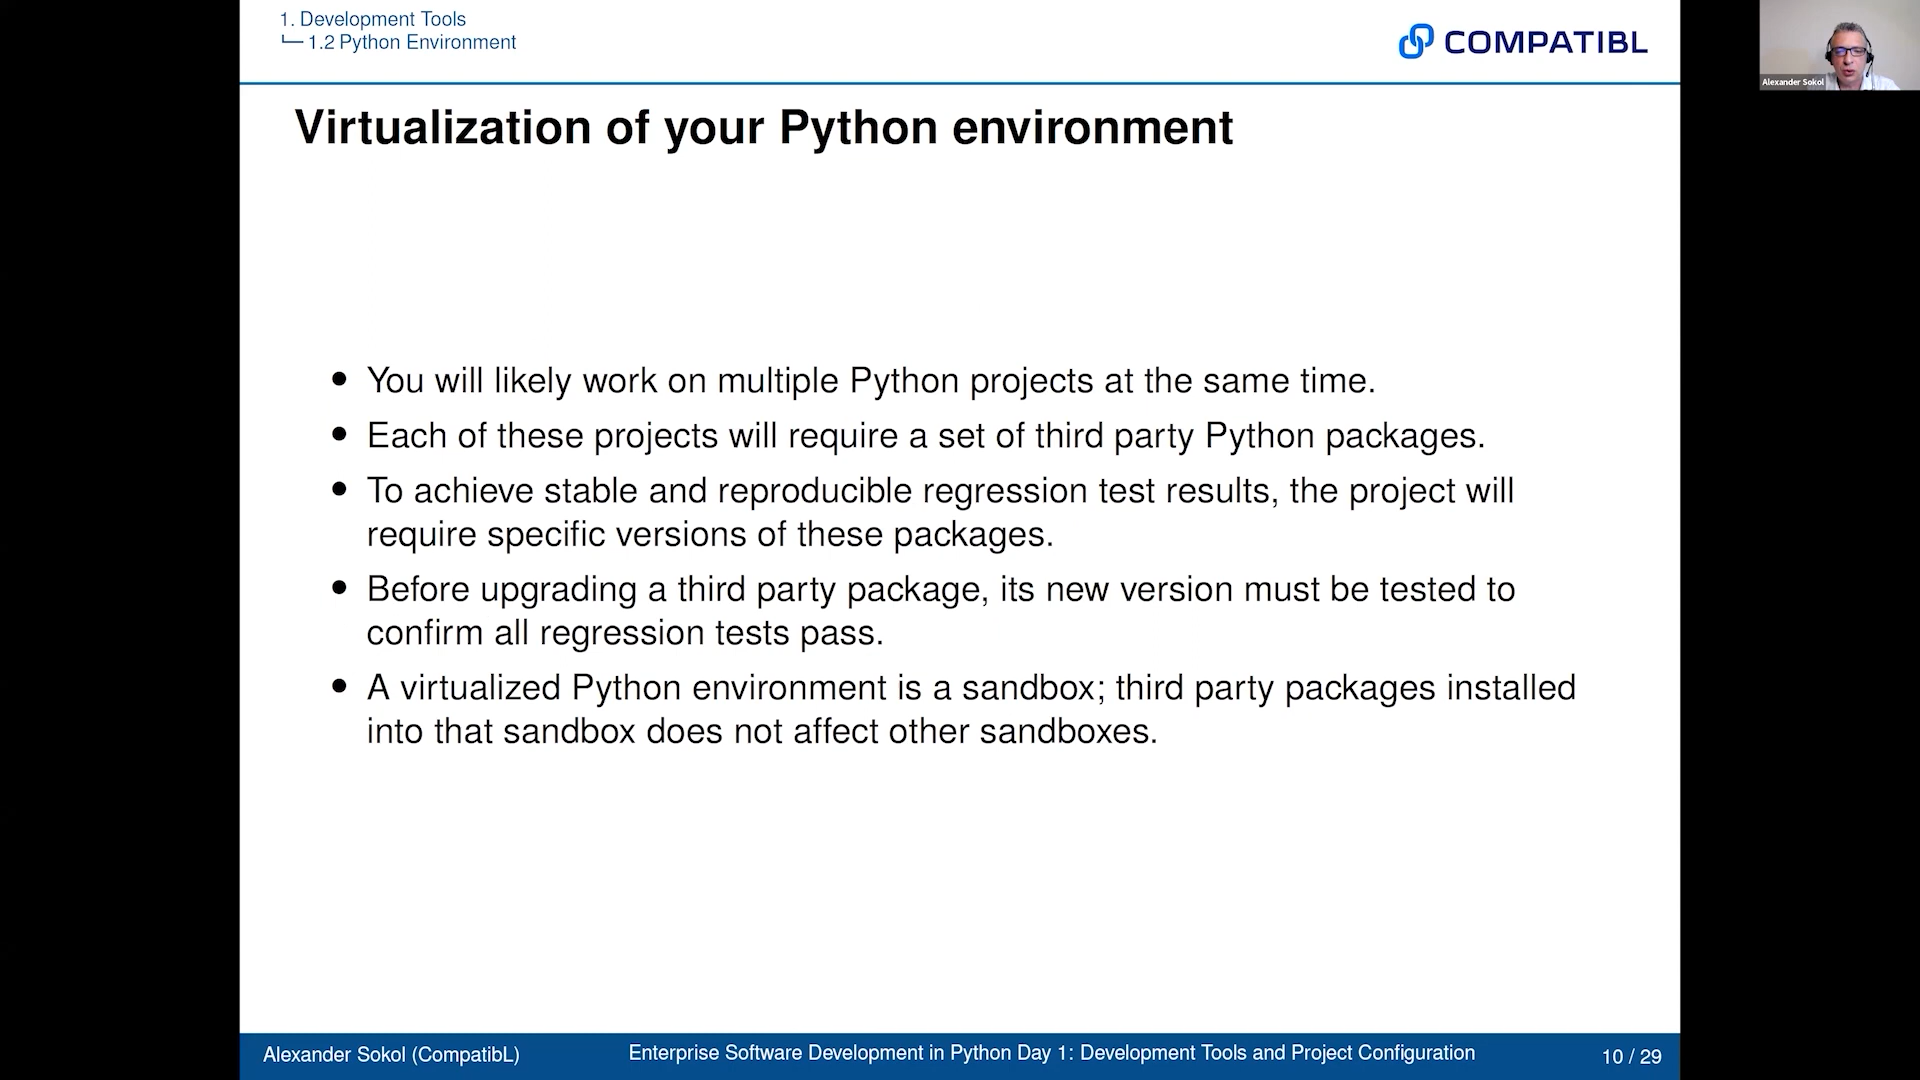 1. Development Tools
1.2 Python Environment
COMPATIBL
Alexander Sokol
Virtualization of your Python environment
• You will likely work on multiple Python projects at the same time.
• Each of these projects will require a set of third party Python packages.
• To achieve stable and reproducible regression test results, the project will
require specific versions of these packages.
• Before upgrading a third party package, its new version must be tested to
confirm all regression tests pass.
• A virtualized Python environment is a sandbox; third party packages installed
into that sandbox does not affect other sandboxes.
Alexander Sokol (CompatibL)
Enterprise Software Development in Python Day 1: Development Tools and Project Configuration
10 / 29